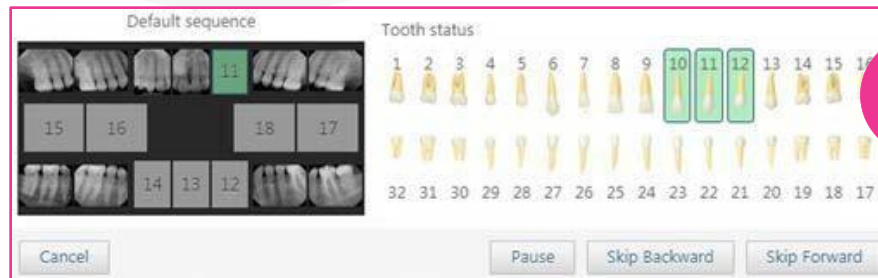 Default sequence
Tooth status
11
15 16 18 17
14 13 12
1 2 3 4 5 6 7 8 9 10 11 12 13 14 15 16
32 31 30 29 28 27 26 25 24 23 22 21 20 19 18 17
Cancel Pause Skip Backward Skip Forward